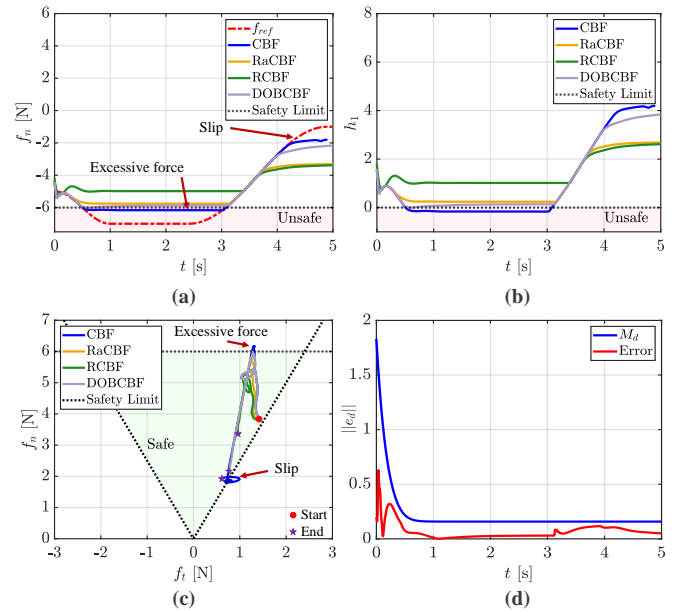 8
6
4
2
0
-2
-4
-6
f_n [N]
f_ref
CBF
RaCBF
RCBF
DOBCBF
Safety Limit
Slip
Excessive force
Unsafe
0 1 2 3 4 5
t [s]
(a)
8
6
4
2
0
h_1
CBF
RaCBF
RCBF
DOBCBF
Safety Limit
Unsafe
0 1 2 3 4 5
t [s]
(b)
7
6
5
4
3
2
1
0
f_n [N]
CBF
RaCBF
RCBF
DOBCBF
Safety Limit
Excessive force
Safe
Slip
Start
End
-3 -2 -1 0 1 2 3
f_t [N]
(c)
2
1.5
1
0.5
0
||e_d||
M_d
Error
0 1 2 3 4 5
t [s]
(d)